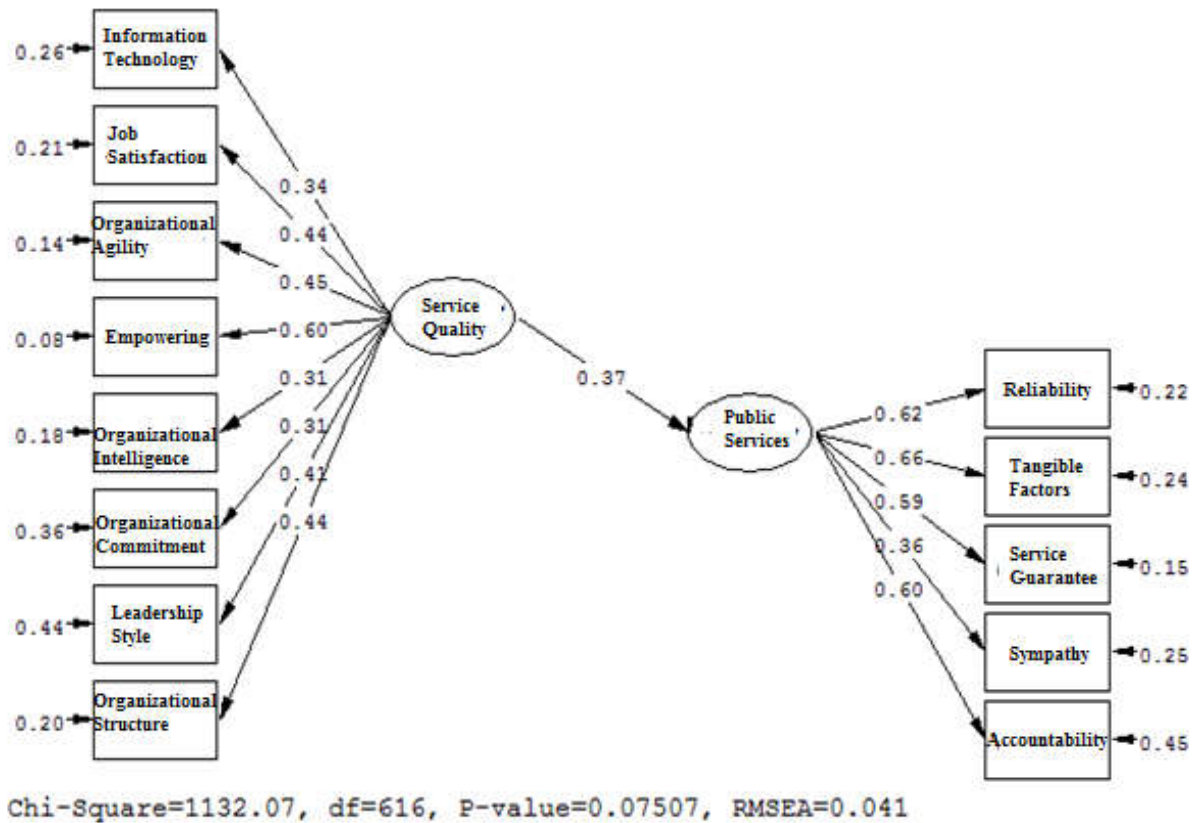 0.26
Information
Technology
0.21
Job
Satisfaction
0.14
Organizational
Agility
0.08
Empowering
0.18
Organizational
Intelligence
0.36
Organizational
Commitment
0.44
Leadership
Style
0.20
Organizational
Structure
0.34
0.44
0.45
0.60
0.31
0.31
0.41
0.44
Service
Quality
0.37
Public
Services
0.62
0.66
0.59
0.36
0.60
Reliability
0.22
Tangible
Factors
0.24
Service
Guarantee
0.15
Sympathy
0.25
Accountability
0.45
Chi-Square=1132.07, df=616, P-value=0.07507, RMSEA=0.041